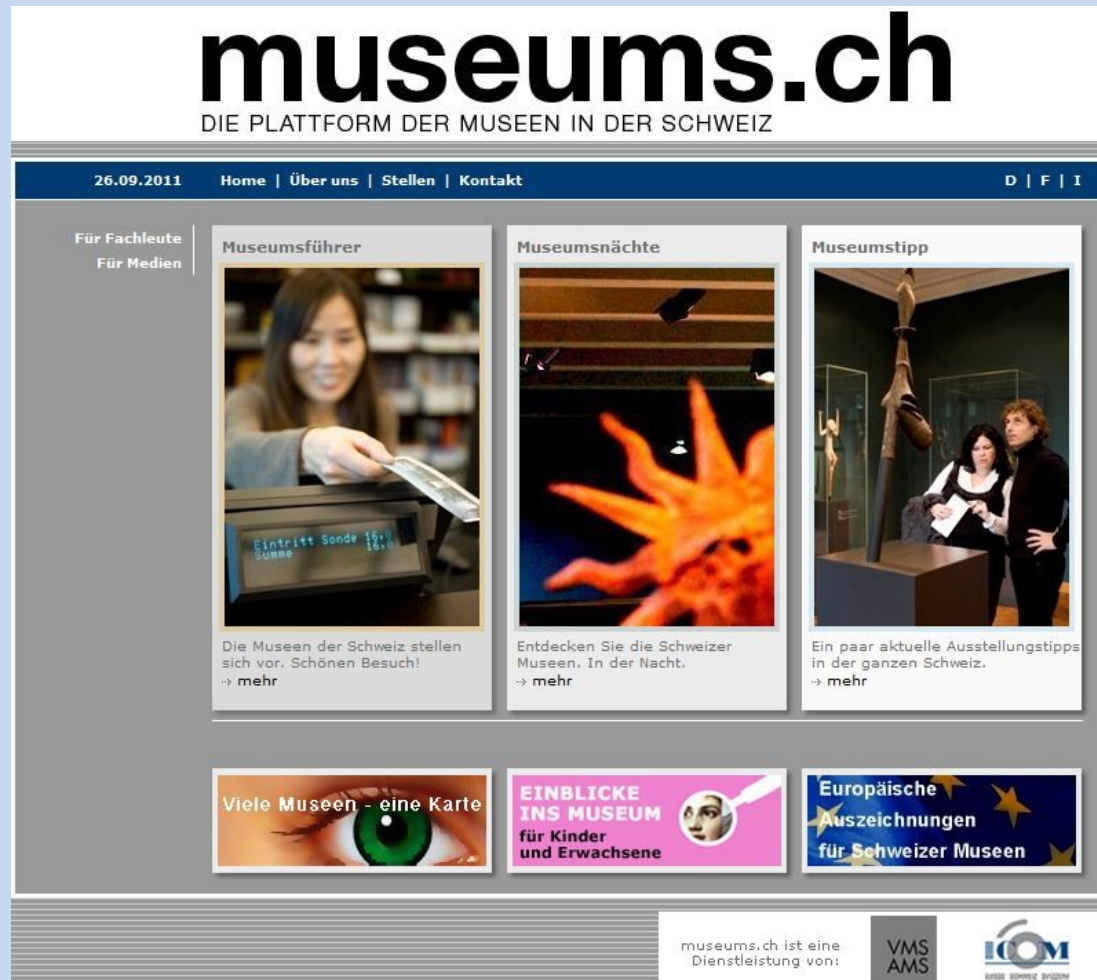 museums.ch
DIE PLATTFORM DER MUSEEN IN DER SCHWEIZ
26.09.2011 Home | Über uns | Stellen | Kontakt D | F | I
Für Fachleute
Für Medien
Museumsführer
Eintritt Sonde 16,0
Summe 16,0
Die Museen der Schweiz stellen
sich vor. Schönen Besuch!
mehr
Museumsnächte
Entdecken Sie die Schweizer
Museen. In der Nacht.
mehr
Museumstipp
Ein paar aktuelle Ausstellungstipps
in der ganzen Schweiz.
mehr
Viele Museen - eine Karte
EINBLICKE
INS MUSEUM
für Kinder
und Erwachsene
Europäische
Auszeichnungen
für Schweizer Museen
museums.ch ist eine
Dienstleistung von:
VMS
AMS
ICOM